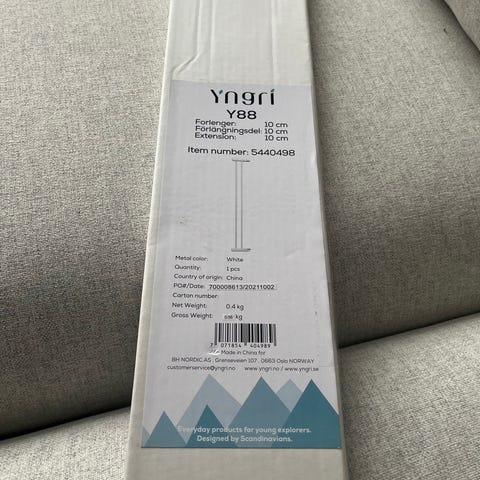 Yngri
Y88
Forlenger: 10 cm
Förlängningsdel: 10 cm
Extension: 10 cm
Item number: 5440498
Metal color: White
Quantity: 1 pcs
Country of origin: China
PO#/Date: 700008613/20211002
Carton number:
Net Weight: 0.4 kg
Gross Weight: kg
7 071854 404989
Made in China for
BH NORDIC AS , Grenseveien 107 , 0663 Oslo NORWAY
customerservice@yngri.no www.yngri.no / www.yngri.se
Everyday products for young explorers.
Designed by Scandinavians.